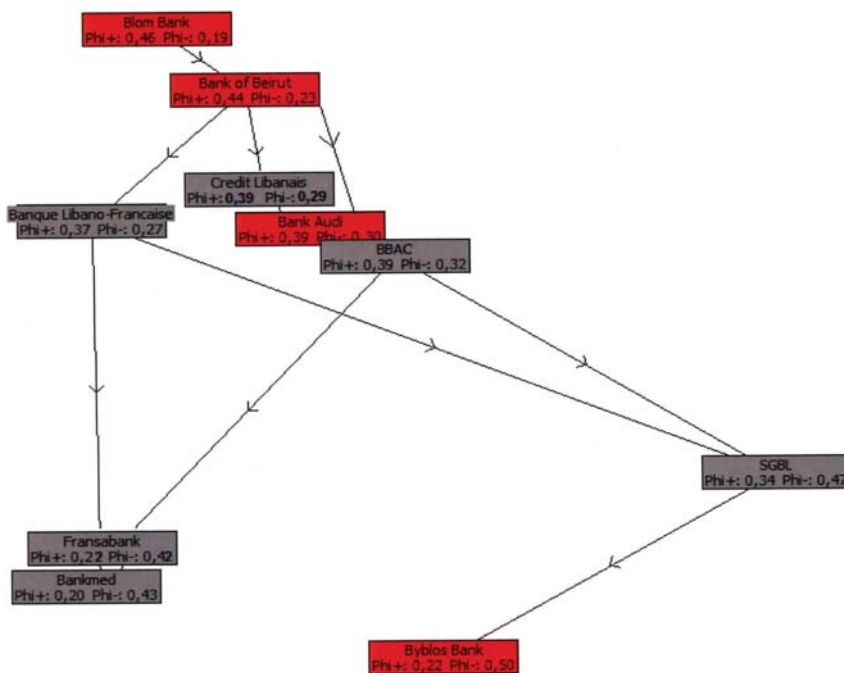 Blom Bank
Phi+: 0,46 Phi-: 0,19
Bank of Beirut
Phi+: 0,44 Phi-: 0,23
Credit Libanais
Phi+: 0,39 Phi-: 0,29
Banque Libano-Francaise
Phi+: 0,37 Phi-: 0,27
Bank Audi
Phi+: 0,39 Phi-: 0,30
BBAC
Phi+: 0,39 Phi-: 0,32
SGBL
Phi+: 0,34 Phi-: 0,47
Fransabank
Phi+: 0,22 Phi-: 0,42
Bankmed
Phi+: 0,20 Phi-: 0,43
Byblos Bank
Phi+: 0,22 Phi-: 0,50